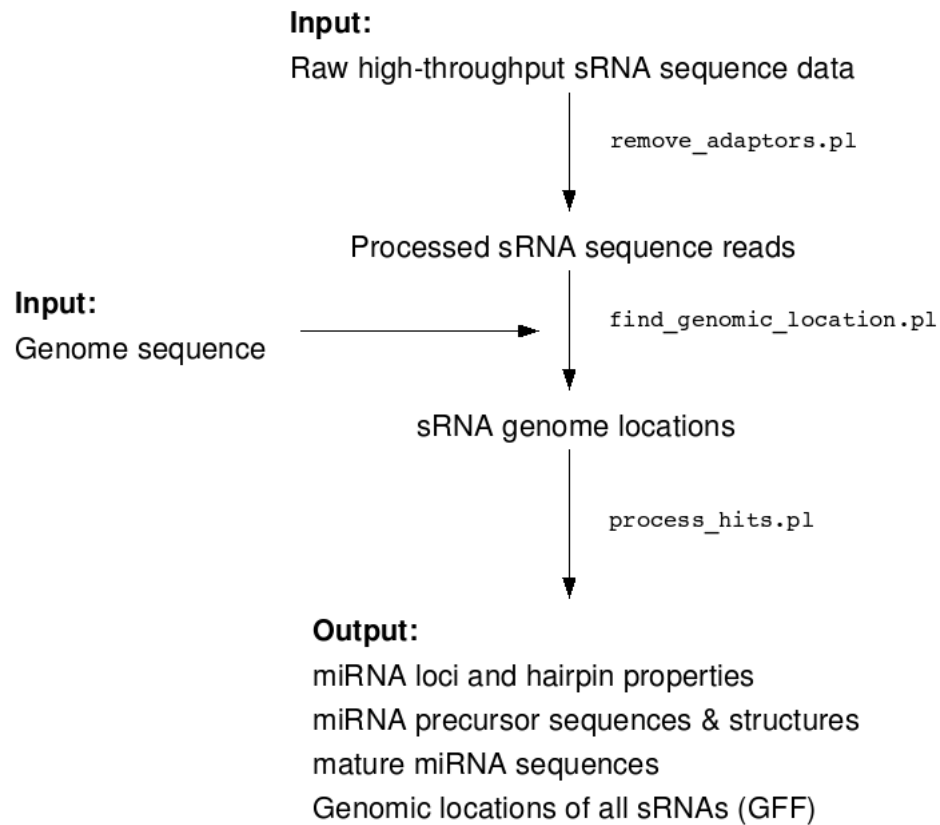 Input:
Raw high-throughput sRNA sequence data
remove_adaptors.pl
Processed sRNA sequence reads
Input:
Genome sequence
find_genomic_location.pl
sRNA genome locations
process_hits.pl
Output:
miRNA loci and hairpin properties
miRNA precursor sequences & structures
mature miRNA sequences
Genomic locations of all sRNAs (GFF)